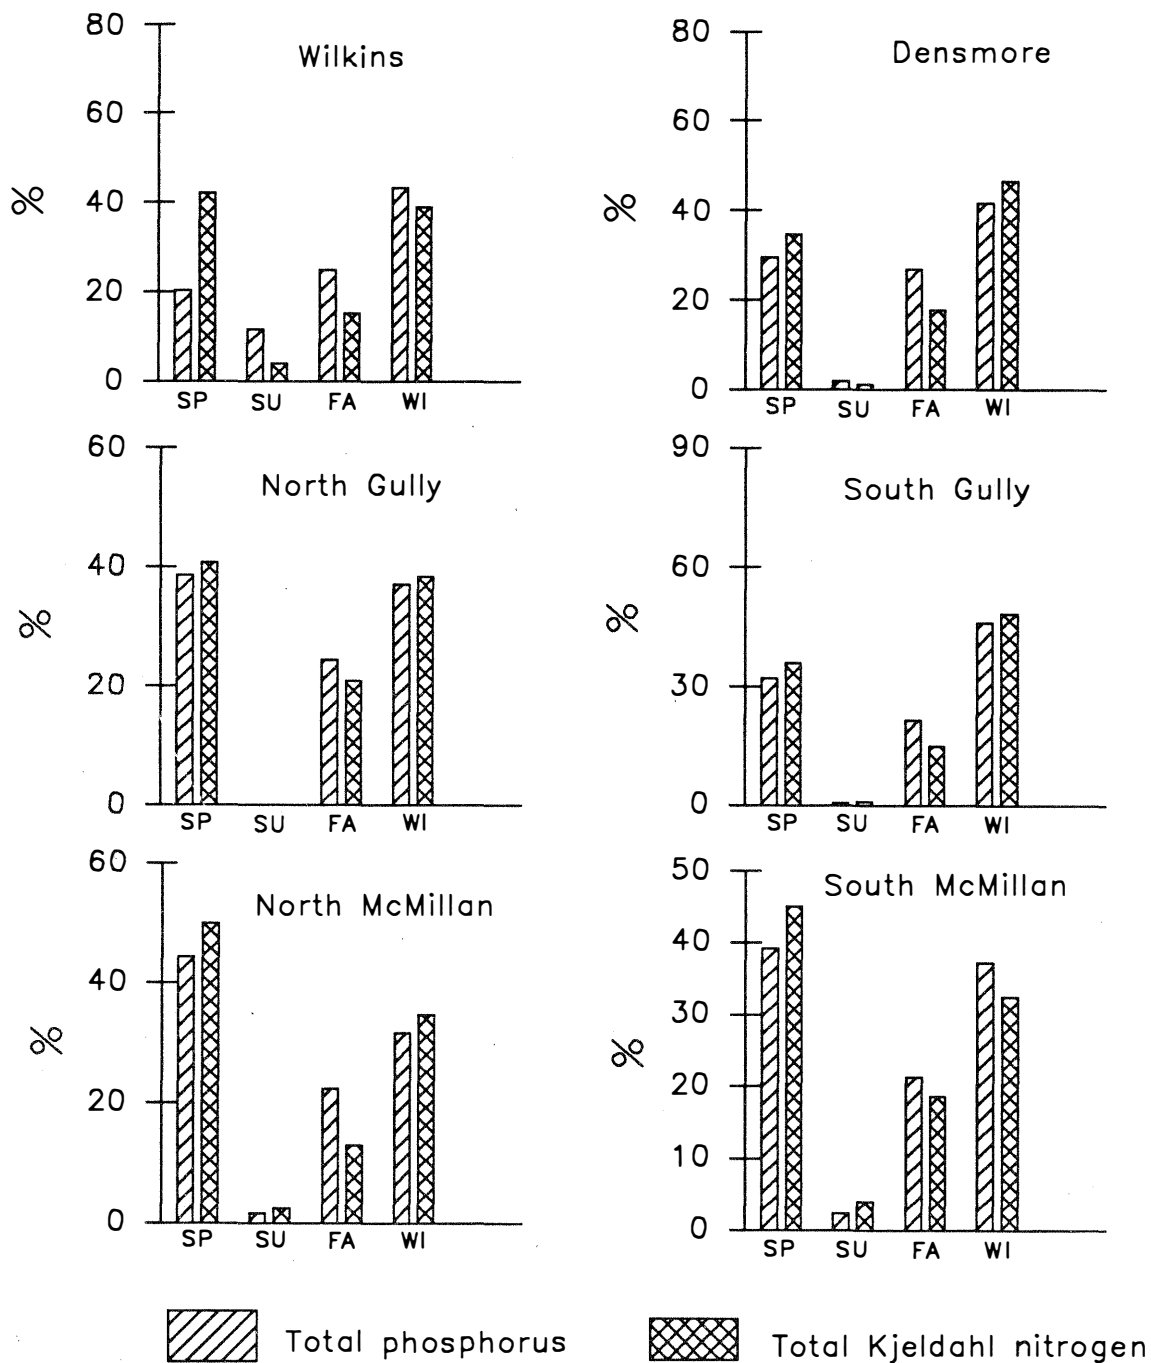 Wilkins
%
80
60
40
20
0
SP SU FA WI
Densmore
%
80
60
40
20
0
SP SU FA WI
North Gully
%
60
40
20
0
SP SU FA WI
South Gully
%
90
60
30
0
SP SU FA WI
North McMillan
%
60
40
20
0
SP SU FA WI
South McMillan
%
50
40
30
20
10
0
SP SU FA WI
Total phosphorus
Total Kjeldahl nitrogen